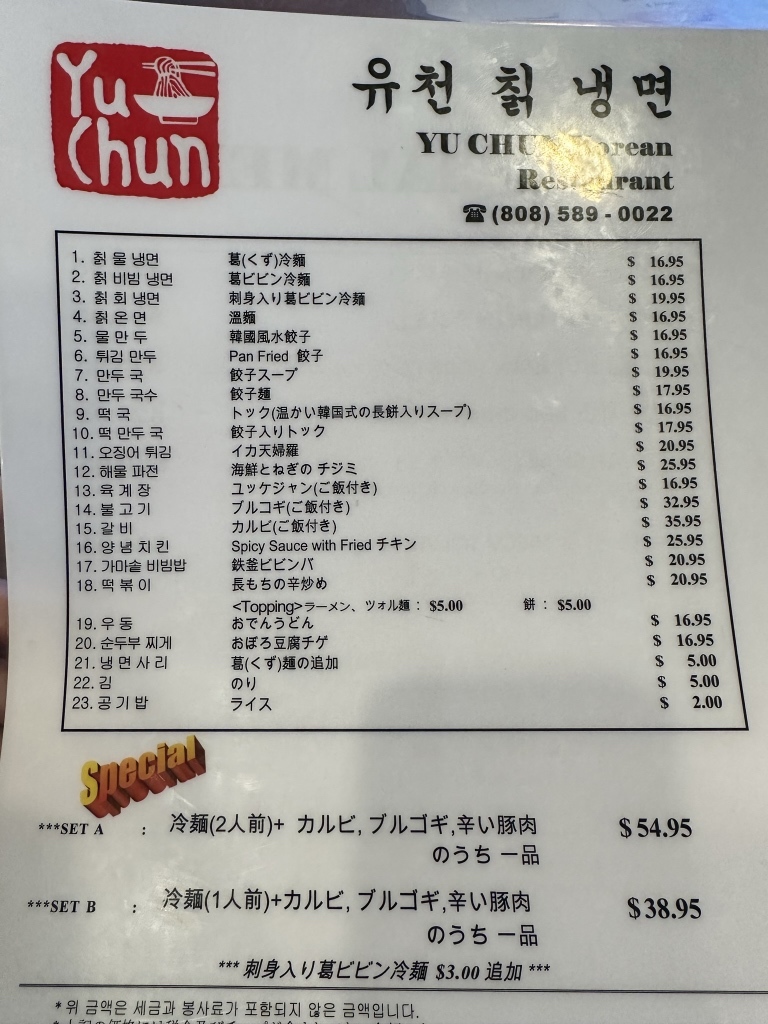 Yu Chun
유천 칡 냉면
YU CHUN Korean
Restaurant
☎(808) 589 - 0022
1. 칡 물 냉면 葛(くず)冷麵 $ 16.95
2. 칡 비빔 냉면 葛ビビン冷麵 $ 16.95
3. 칡 회 냉면 刺身入り葛ビビン冷麵 $ 19.95
4. 칡 온 면 溫麵 $ 16.95
5. 물 만 두 韓國風水餃子 $ 16.95
6. 튀김 만두 Pan Fried 餃子 $ 16.95
7. 만두 국 餃子スープ $ 19.95
8. 만두 국수 餃子麺 $ 17.95
9. 떡 국 トック(温かい韓国式の長餅入りスープ) $ 16.95
10. 떡 만두 국 餃子入りトック $ 17.95
11. 오징어 튀김 イカ天婦羅 $ 20.95
12. 해물 파전 海鮮とねぎの チジミ $ 25.95
13. 육 계 장 ユッケジャン(ご飯付き) $ 16.95
14. 불 고 기 ブルコギ(ご飯付き) $ 32.95
15. 갈 비 カルビ(ご飯付き) $ 35.95
16. 양 념 치 킨 Spicy Sauce with Fried チキン $ 25.95
17. 가마솥 비빔밥 鉄釜ビビンバ $ 20.95
18. 떡 볶 이 長もちの辛炒め $ 20.95
<Topping>ラーメン、ツォル麺 : $5.00 餅 : $5.00
19. 우 동 おでんうどん $ 16.95
20. 순두부 찌게 おぼろ豆腐チゲ $ 16.95
21. 냉 면 사 리 葛(くず)麺の追加 $ 5.00
22. 김 のり $ 5.00
23. 공 기 밥 ライス $ 2.00
Special
***SET A : 冷麺(2人前)+ カルビ, ブルゴギ,辛い豚肉 $ 54.95
のうち 一品
***SET B : 冷麺(1人前)+カルビ, ブルゴギ,辛い豚肉 $ 38.95
のうち 一品
*** 刺身入り葛ビビン冷麵 $3.00 追加 ***
* 위 금액은 세금과 봉사료가 포함되지 않은 금액입니다.